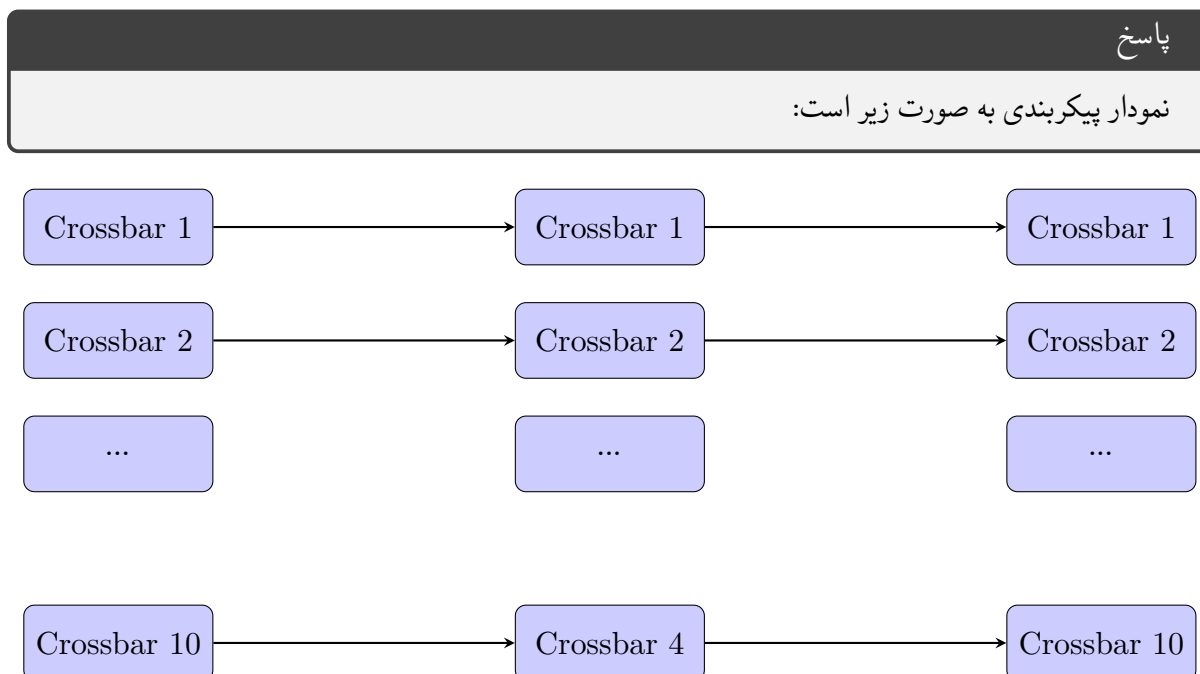 پاسخ
نمودار پیکربندی به صورت زیر است:
Crossbar 1 Crossbar 1 Crossbar 1
Crossbar 2 Crossbar 2 Crossbar 2
... ... ...
Crossbar 10 Crossbar 4 Crossbar 10